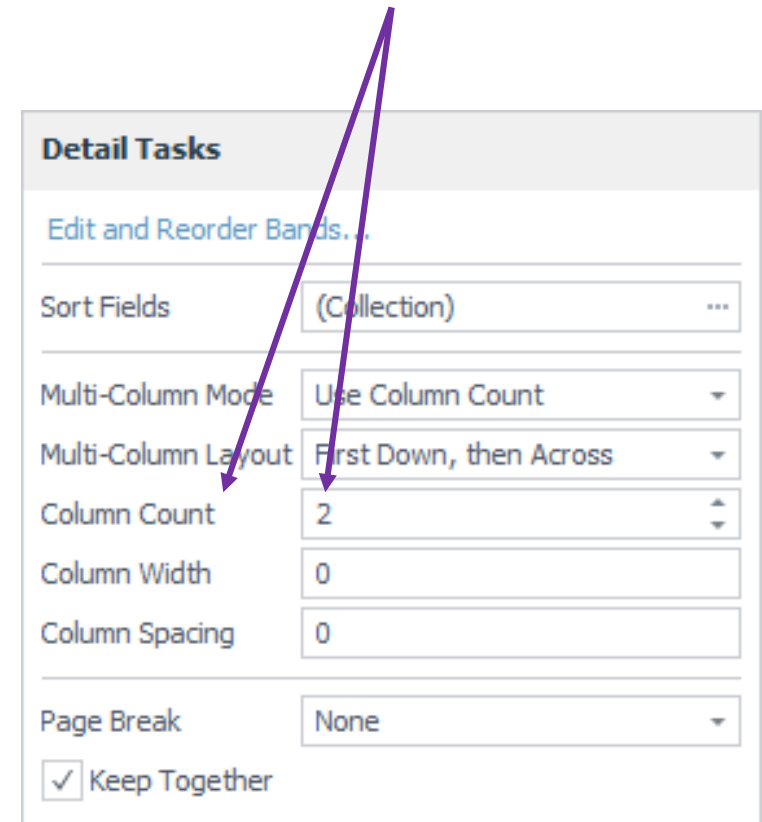 Detail Tasks
Edit and Reorder Bands...
Sort Fields (Collection) ...
Multi-Column Mode Use Column Count
Multi-Column Layout First Down, then Across
Column Count 2
Column Width 0
Column Spacing 0
Page Break None
Keep Together